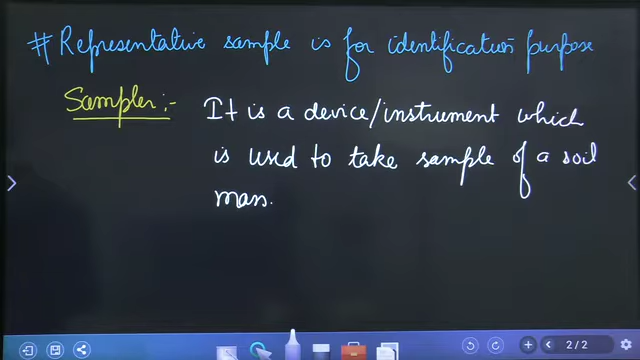 # Representative sample is for identification purpose
Sampler:- It is a device/instrument which
is used to take sample of a soil
mass.
2/2